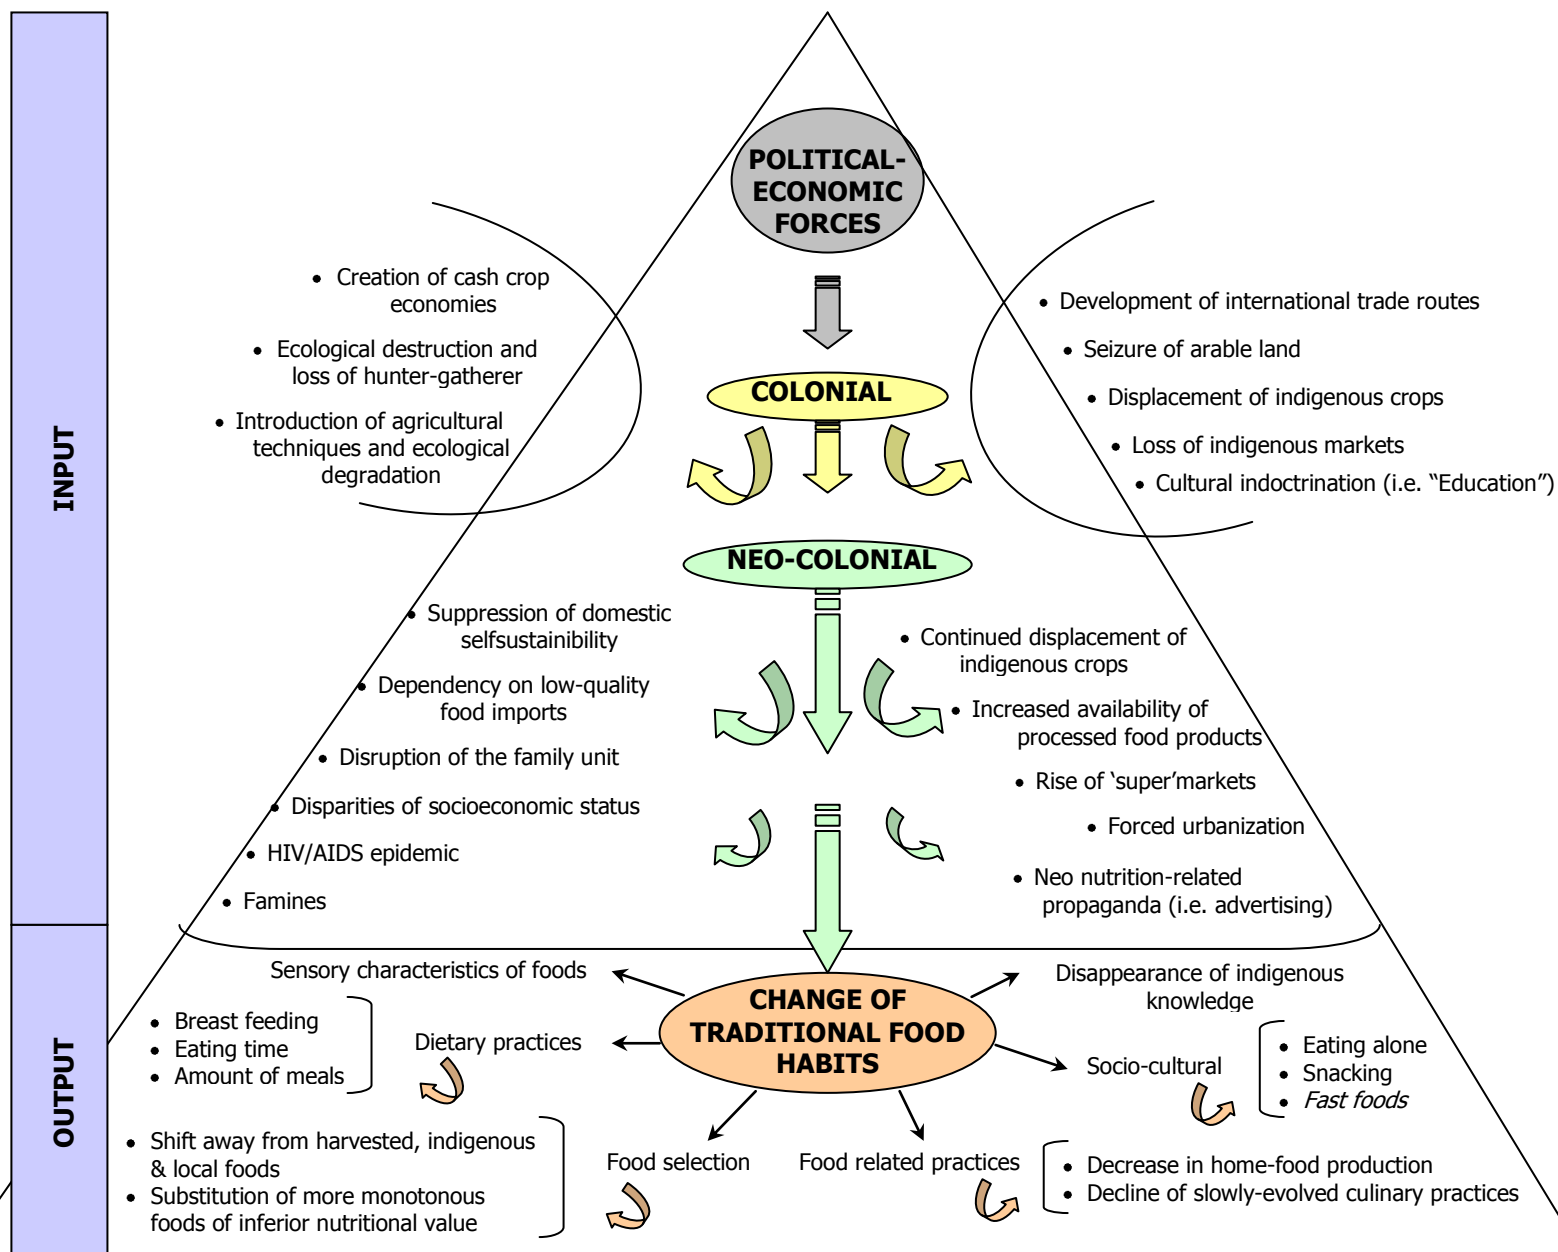 INPUT
POLITICAL-
ECONOMIC
FORCES
• Creation of cash crop
economies
• Ecological destruction and
loss of hunter-gatherer
• Introduction of agricultural
techniques and ecological
degradation
COLONIAL
• Development of international trade routes
• Seizure of arable land
• Displacement of indigenous crops
• Loss of indigenous markets
• Cultural indoctrination (i.e. “Education”)
NEO-COLONIAL
• Suppression of domestic
selfsustainibility
• Dependency on low-quality
food imports
• Disruption of the family unit
• Disparities of socioeconomic status
• HIV/AIDS epidemic
• Famines
• Continued displacement of
indigenous crops
• Increased availability of
processed food products
• Rise of ‘super’markets
• Forced urbanization
• Neo nutrition-related
propaganda (i.e. advertising)
OUTPUT
CHANGE OF
TRADITIONAL FOOD
HABITS
Sensory characteristics of foods
Disappearance of indigenous
knowledge
• Breast feeding
• Eating time
• Amount of meals
Dietary practices
Socio-cultural
• Eating alone
• Snacking
• Fast foods
• Shift away from harvested, indigenous
& local foods
• Substitution of more monotonous
foods of inferior nutritional value
Food selection
Food related practices
• Decrease in home-food production
• Decline of slowly-evolved culinary practices